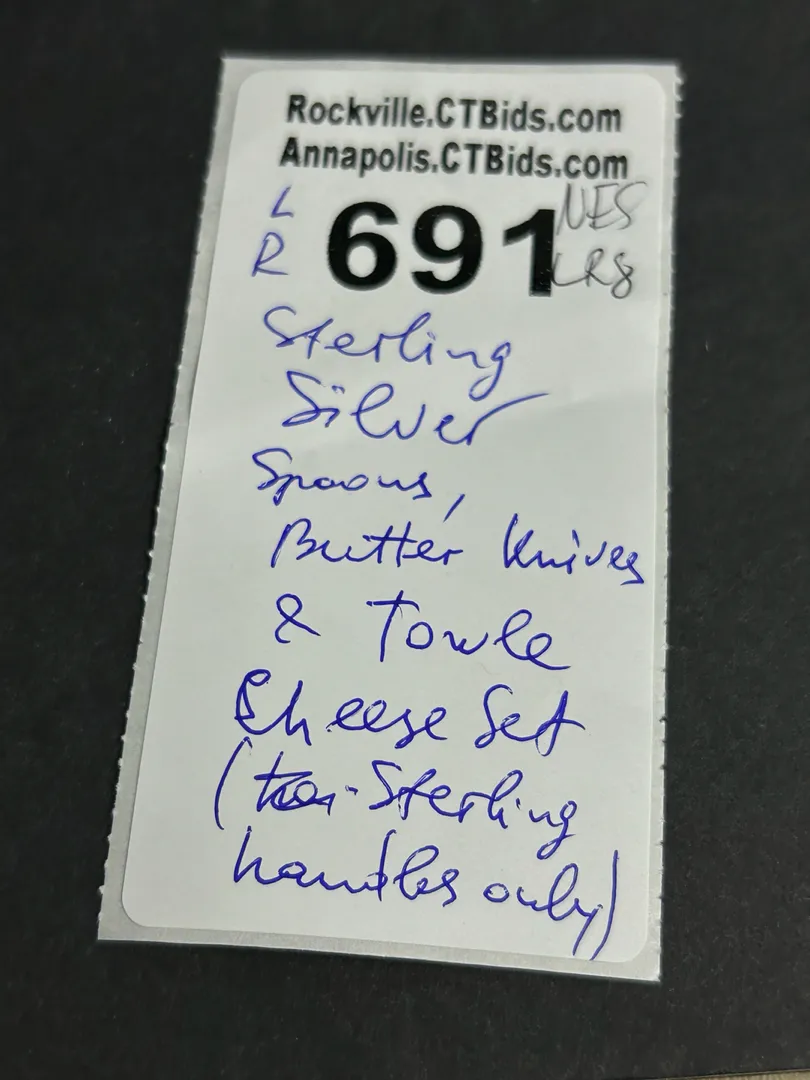 Rockville.CTBids.com
Annapolis.CTBids.com
L 691 NES
R LR8
Sterling
Silver
Spoons,
Butter Knives
& Towle
Cheese Set
(Sterling
handles only)